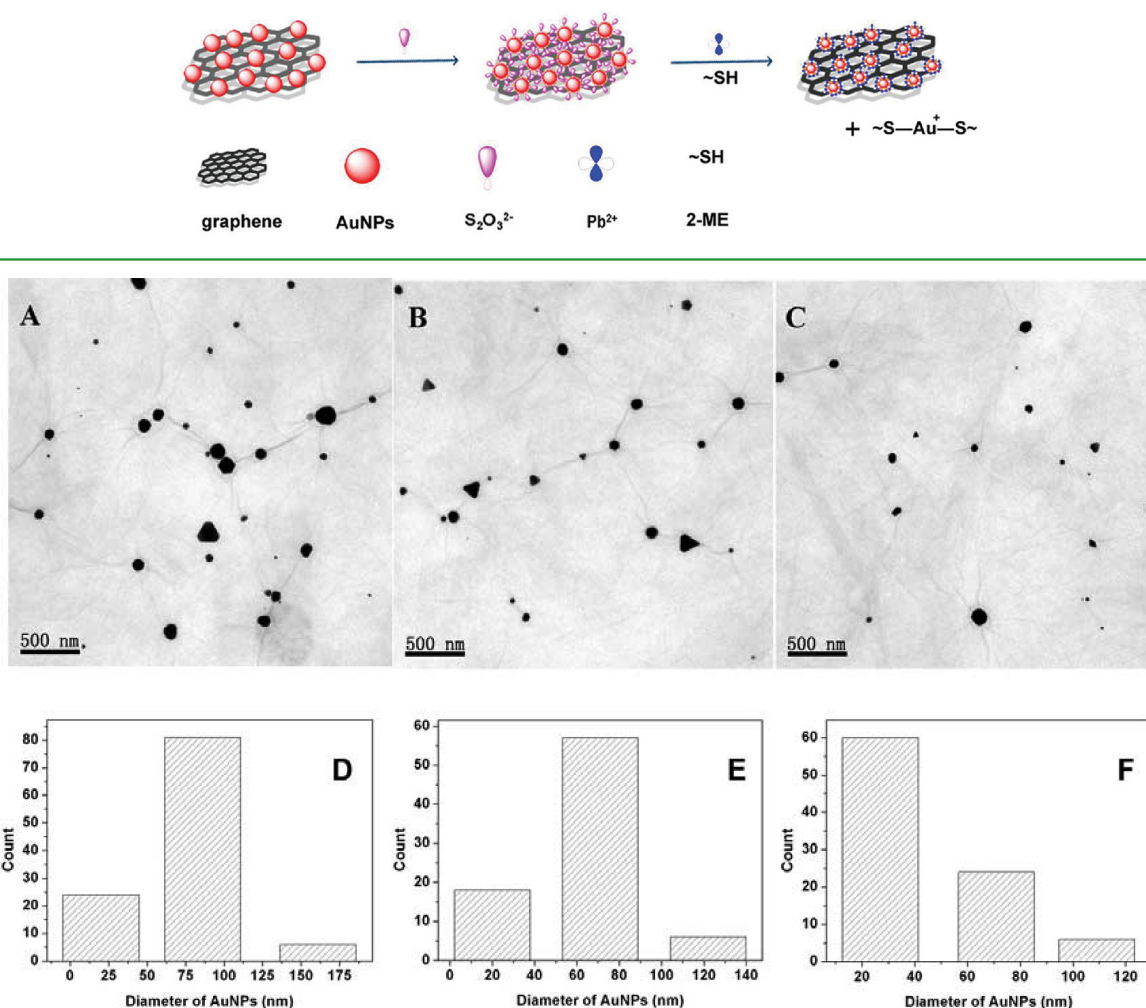 ~SH
+ ~S—Au⁺—S~
~SH
graphene
AuNPs
S₂O₃²⁻
Pb²⁺
2-ME
A
B
C
500 nm
500 nm
500 nm
D
Count
80
70
60
50
40
30
20
10
0
0 25 50 75 100 125 150 175
Diameter of AuNPs (nm)
E
Count
60
50
40
30
20
10
0
0 20 40 60 80 100 120 140
Diameter of AuNPs (nm)
F
Count
60
50
40
30
20
10
0
20 40 60 80 100 120
Diameter of AuNPs (nm)